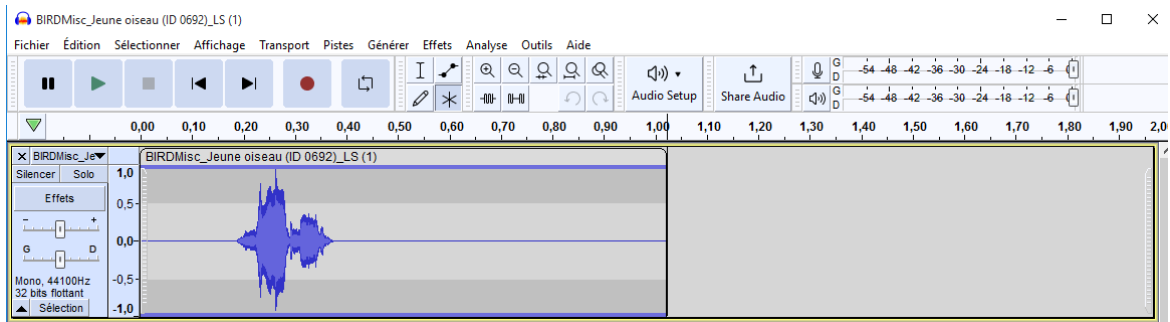 BIRDMisc_Jeune oiseau (ID 0692)_LS (1)
Fichier Édition Sélectionner Affichage Transport Pistes Générer Effets Analyse Outils Aide
G D -54 -48 -42 -36 -30 -24 -18 -12 -6 0
Audio Setup Share Audio
G D -54 -48 -42 -36 -30 -24 -18 -12 -6 0
0,00 0,10 0,20 0,30 0,40 0,50 0,60 0,70 0,80 0,90 1,00 1,10 1,20 1,30 1,40 1,50 1,60 1,70 1,80 1,90 2,0
BIRDMisc_Je BIRDMisc_Jeune oiseau (ID 0692)_LS (1)
Silencer Solo 1,0
Effets 0,5
- +
G D 0,0
Mono, 44100Hz -0,5
32 bits flottant
Sélection -1,0